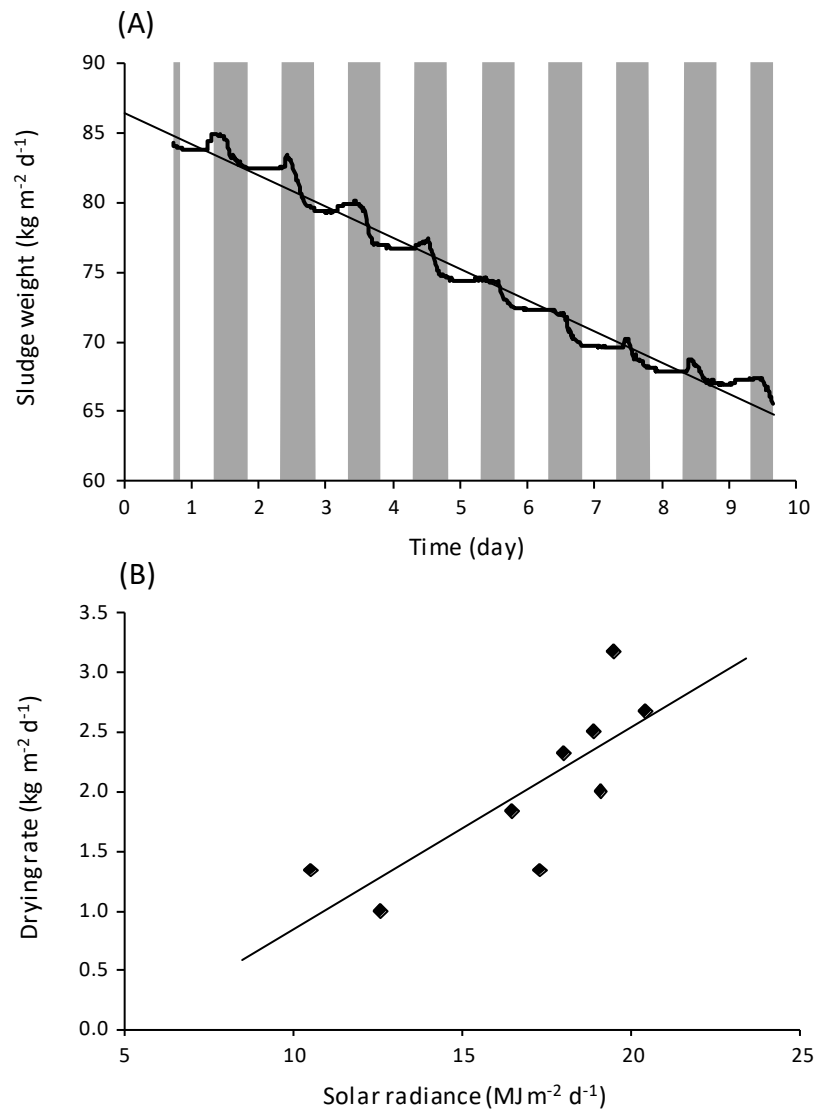 (A)
90
85
80
75
70
65
60
Sludge weight (kg m⁻² d⁻¹)
0 1 2 3 4 5 6 7 8 9 10
Time (day)
(B)
3.5
3.0
2.5
2.0
1.5
1.0
0.5
0.0
Drying rate (kg m⁻² d⁻¹)
5 10 15 20 25
Solar radiance (MJ m⁻² d⁻¹)